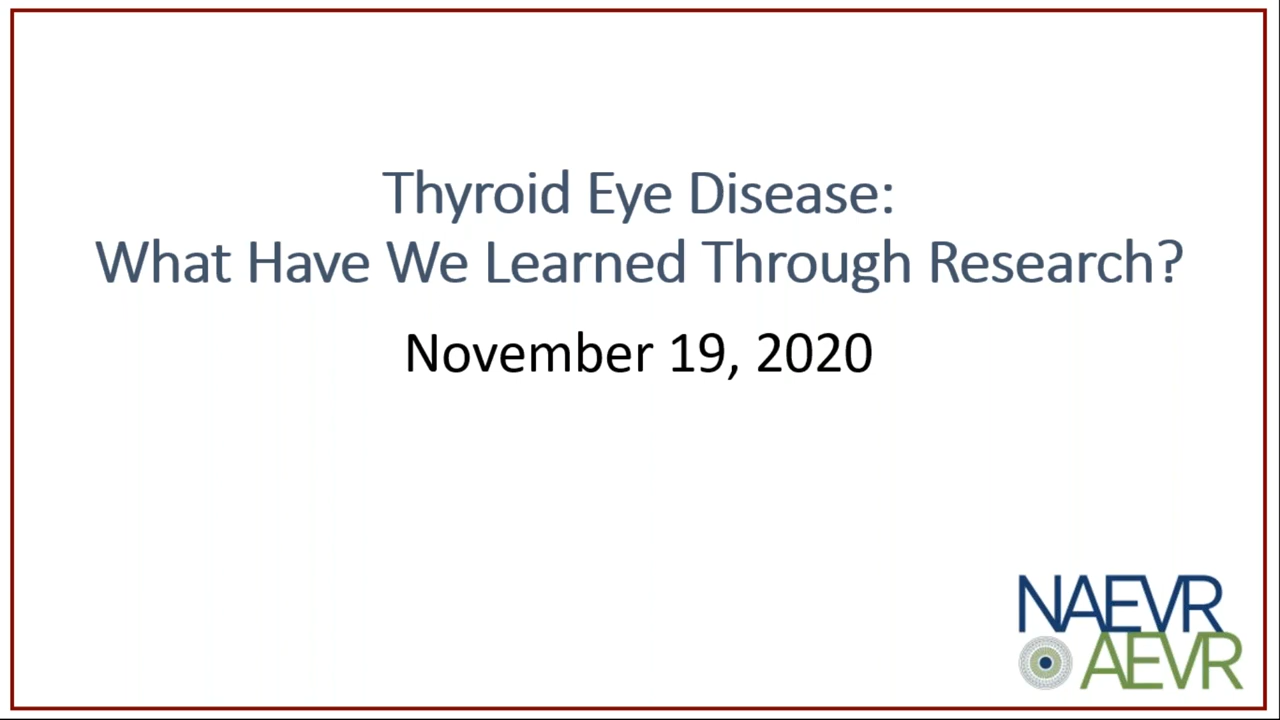 Thyroid Eye Disease:
What Have We Learned Through Research?
November 19, 2020
NAEVR
AEVR